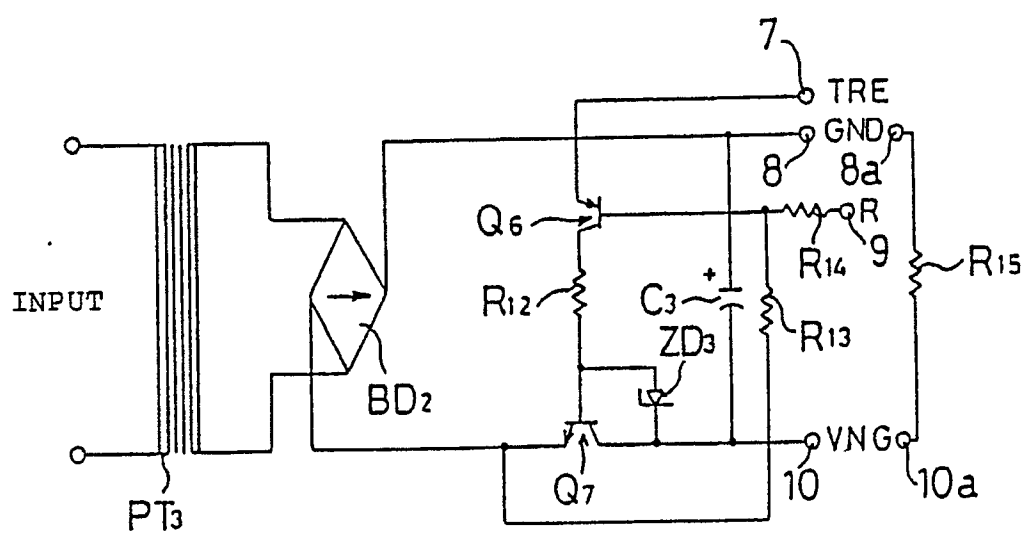 7
TRE
GND
8
8a
Q6
R
9
R14
R15
INPUT
R12
C3
+
R13
ZD3
BD2
VNG
Q7
10
10a
PT3